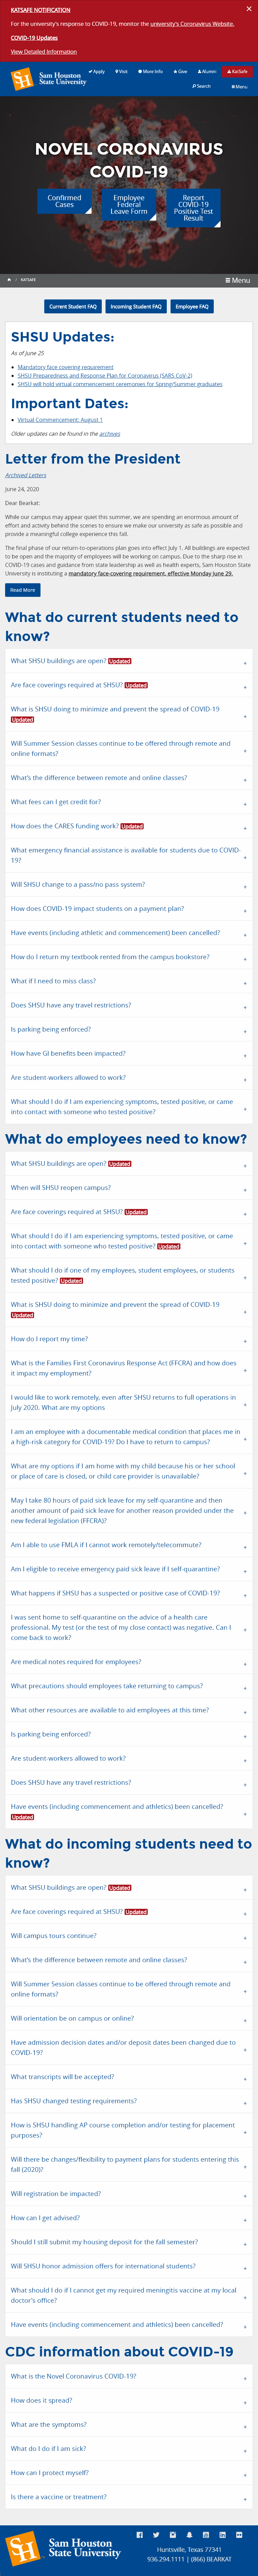 KATSAFE NOTIFICATION
×
For the university's response to COVID-19, monitor the university's Coronavirus Website.
COVID-19 Updates
View Detailed Information
Sam Houston
State University
Apply
Visit
More Info
Give
Alumni
KatSafe
Search
Menu
NOVEL CORONAVIRUS
COVID-19
Confirmed
Cases
Employee
Federal
Leave Form
Report
COVID-19
Positive Test
Result
/ KATSAFE
Menu
Current Student FAQ
Incoming Student FAQ
Employee FAQ
SHSU Updates:
As of June 25
Mandatory face covering requirement
SHSU Preparedness and Response Plan for Coronavirus (SARS CoV-2)
SHSU will hold virtual commencement ceremonies for Spring/Summer graduates
Important Dates:
Virtual Commencement: August 1
Older updates can be found in the archives
Letter from the President
Archived Letters
June 24, 2020
Dear Bearkat:
While our campus may appear quiet this summer, we are spending an enormous amount of effort and activity behind the scenes to make our return as safe as possible while delivering a meaningful college experience this fall.
The final phase of our return-to-operations plan goes into effect July 1. All buildings are expected to be open and the majority of employees will be working on campus. Due to the sharp rise in COVID-19 cases and guidance from state leadership as well as health experts, Sam Houston State University is instituting a mandatory face-covering requirement, effective Monday June 29.
Read More
What do current students need to know?
What SHSU buildings are open? Updated
Are face coverings required at SHSU? Updated
What is SHSU doing to minimize and prevent the spread of COVID-19
Updated
Will Summer Session classes continue to be offered through remote and online formats?
What's the difference between remote and online classes?
What fees can I get credit for?
How does the CARES funding work? Updated
What emergency financial assistance is available for students due to COVID-19?
Will SHSU change to a pass/no pass system?
How does COVID-19 impact students on a payment plan?
Have events (including athletic and commencement) been cancelled?
How do I return my textbook rented from the campus bookstore?
What if I need to miss class?
Does SHSU have any travel restrictions?
Is parking being enforced?
How have GI benefits been impacted?
Are student-workers allowed to work?
What should I do if I am experiencing symptoms, tested positive, or came into contact with someone who tested positive?
What do employees need to know?
What SHSU buildings are open? Updated
When will SHSU reopen campus?
Are face coverings required at SHSU? Updated
What should I do if I am experiencing symptoms, tested positive, or came into contact with someone who tested positive? Updated
What should I do if one of my employees, student employees, or students tested positive? Updated
What is SHSU doing to minimize and prevent the spread of COVID-19
Updated
How do I report my time?
What is the Families First Coronavirus Response Act (FFCRA) and how does it impact my employment?
I would like to work remotely, even after SHSU returns to full operations in July 2020. What are my options
I am an employee with a documentable medical condition that places me in a high-risk category for COVID-19? Do I have to return to campus?
What are my options if I am home with my child because his or her school or place of care is closed, or child care provider is unavailable?
May I take 80 hours of paid sick leave for my self-quarantine and then another amount of paid sick leave for another reason provided under the new federal legislation (FFCRA)?
Am I able to use FMLA if I cannot work remotely/telecommute?
Am I eligible to receive emergency paid sick leave if I self-quarantine?
What happens if SHSU has a suspected or positive case of COVID-19?
I was sent home to self-quarantine on the advice of a health care professional. My test (or the test of my close contact) was negative. Can I come back to work?
Are medical notes required for employees?
What precautions should employees take returning to campus?
What other resources are available to aid employees at this time?
Is parking being enforced?
Are student-workers allowed to work?
Does SHSU have any travel restrictions?
Have events (including commencement and athletics) been cancelled?
Updated
What do incoming students need to know?
What SHSU buildings are open? Updated
Are face coverings required at SHSU? Updated
Will campus tours continue?
What's the difference between remote and online classes?
Will Summer Session classes continue to be offered through remote and online formats?
Will orientation be on campus or online?
Have admission decision dates and/or deposit dates been changed due to COVID-19?
What transcripts will be accepted?
Has SHSU changed testing requirements?
How is SHSU handling AP course completion and/or testing for placement purposes?
Will there be changes/flexibility to payment plans for students entering this fall (2020)?
Will registration be impacted?
How can I get advised?
Should I still submit my housing deposit for the fall semester?
Will SHSU honor admission offers for international students?
What should I do if I cannot get my required meningitis vaccine at my local doctor's office?
Have events (including commencement and athletics) been cancelled?
CDC information about COVID-19
What is the Novel Coronavirus COVID-19?
How does it spread?
What are the symptoms?
What do I do if I am sick?
How can I protect myself?
Is there a vaccine or treatment?
Sam Houston
State University
Huntsville, Texas 77341
936.294.1111 | (866) BEARKAT